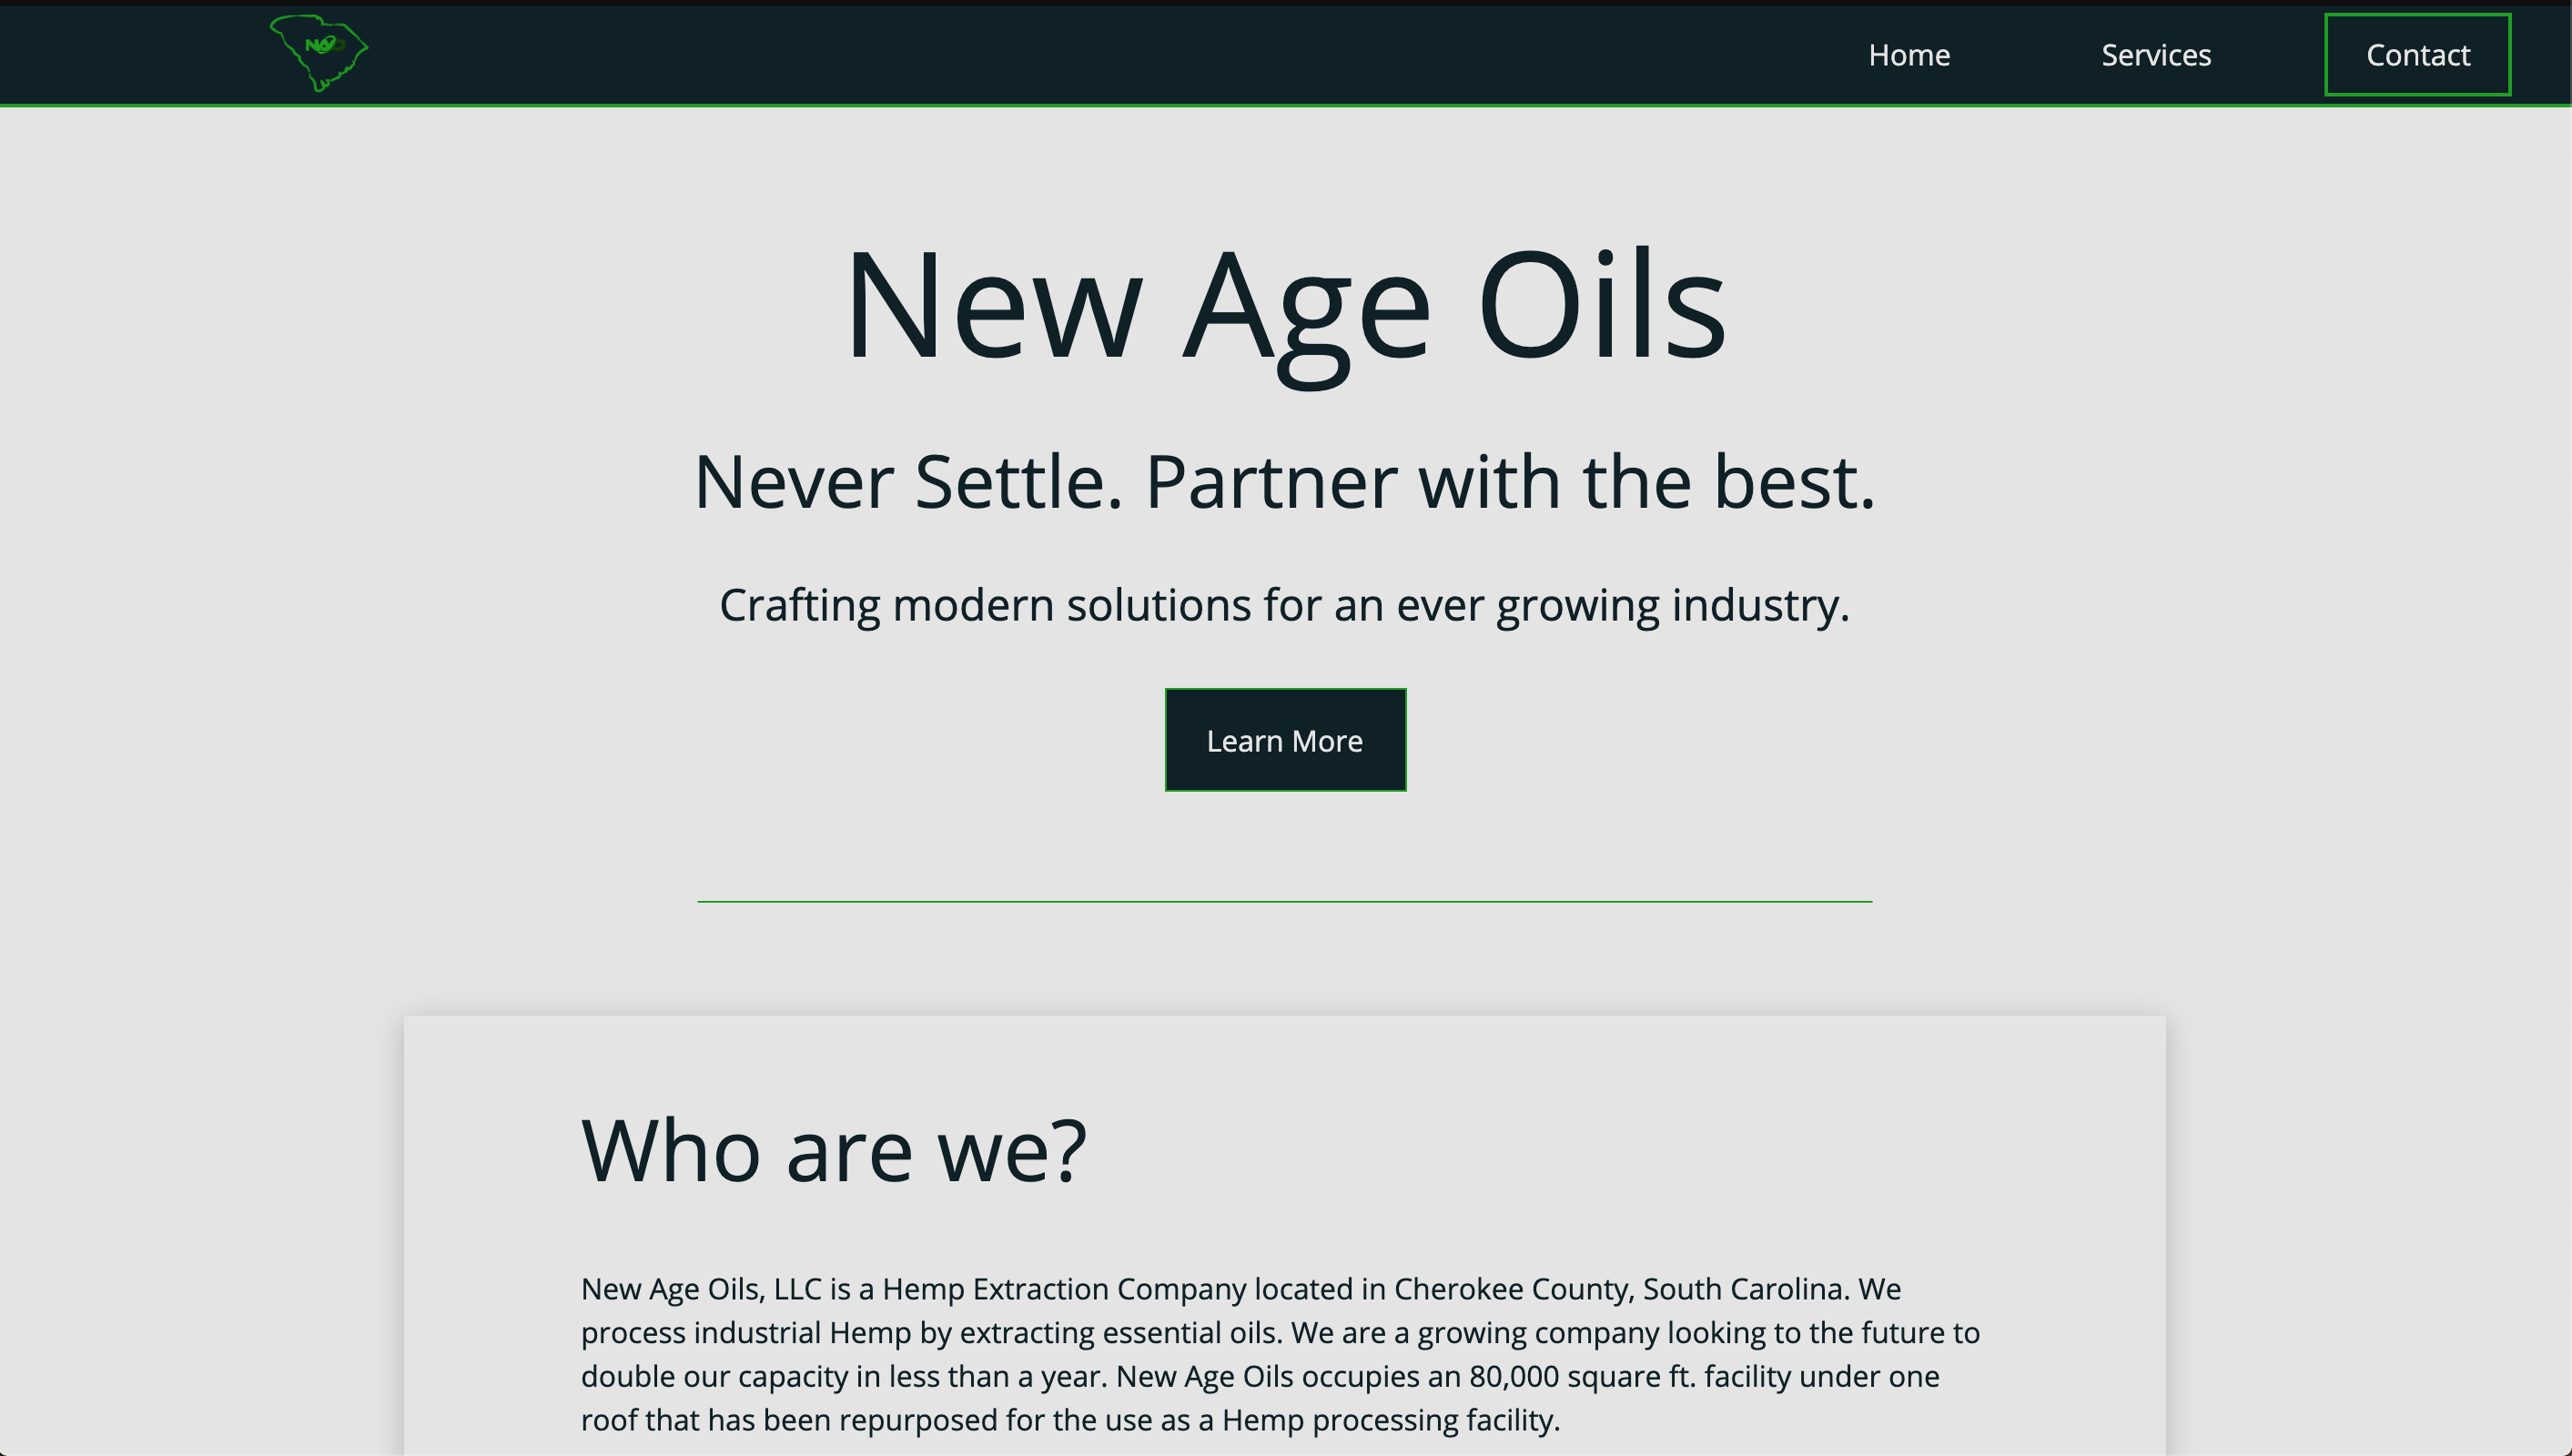 NAO
Home
Services
Contact
New Age Oils
Never Settle. Partner with the best.
Crafting modern solutions for an ever growing industry.
Learn More
Who are we?
New Age Oils, LLC is a Hemp Extraction Company located in Cherokee County, South Carolina. We
process industrial Hemp by extracting essential oils. We are a growing company looking to the future to
double our capacity in less than a year. New Age Oils occupies an 80,000 square ft. facility under one
roof that has been repurposed for the use as a Hemp processing facility.